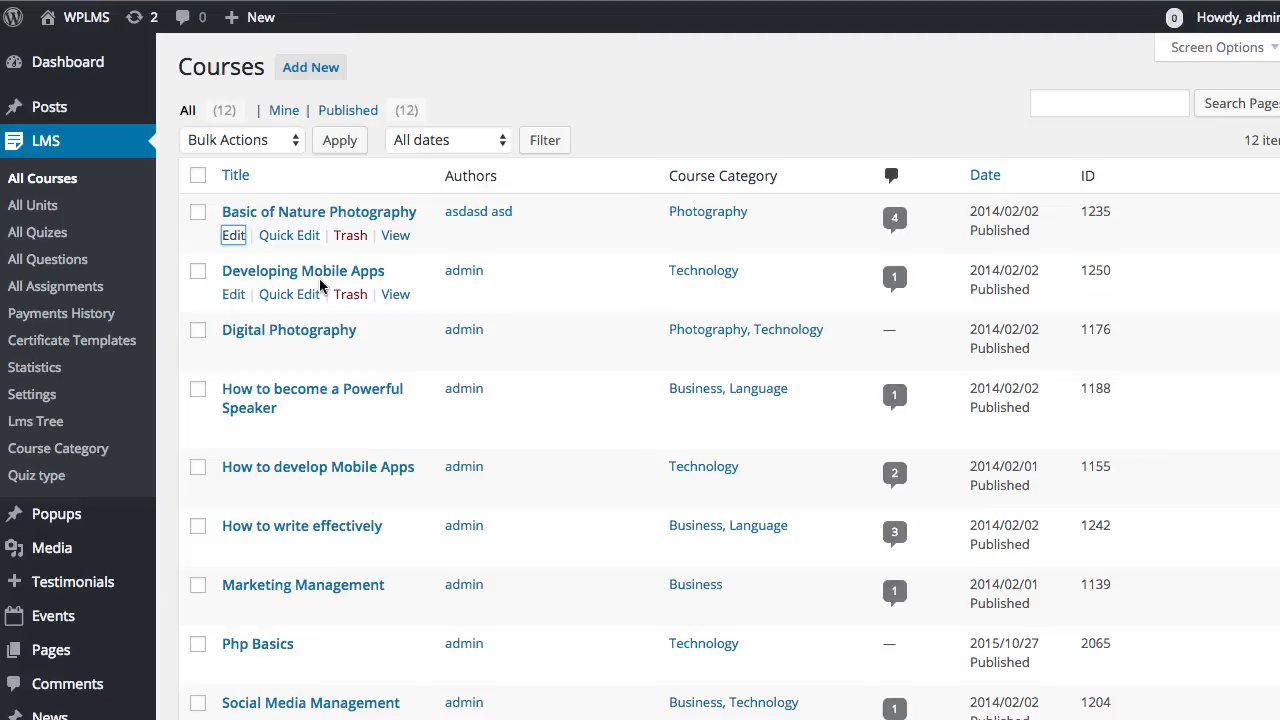 WPLMS 2 0 New 0 Howdy, admin
Dashboard
Posts
LMS
All Courses
All Units
All Quizes
All Questions
All Assignments
Payments History
Certificate Templates
Statistics
Settings
Lms Tree
Course Category
Quiz type
Popups
Media
Testimonials
Events
Pages
Comments
News
Screen Options
Courses Add New
All (12) | Mine | Published (12)
Search Pages
Bulk Actions Apply All dates Filter
12 ite
Title Authors Course Category Date ID
Basic of Nature Photography asdasd asd Photography 4 2014/02/02 1235
Published
Edit | Quick Edit | Trash | View
Developing Mobile Apps admin Technology 1 2014/02/02 1250
Published
Edit | Quick Edit | Trash | View
Digital Photography admin Photography, Technology — 2014/02/02 1176
Published
How to become a Powerful admin Business, Language 1 2014/02/02 1188
Speaker Published
How to develop Mobile Apps admin Technology 2 2014/02/01 1155
Published
How to write effectively admin Business, Language 3 2014/02/02 1242
Published
Marketing Management admin Business 1 2014/02/01 1139
Published
Php Basics admin Technology — 2015/10/27 2065
Published
Social Media Management admin Business, Technology 1 2014/02/02 1204